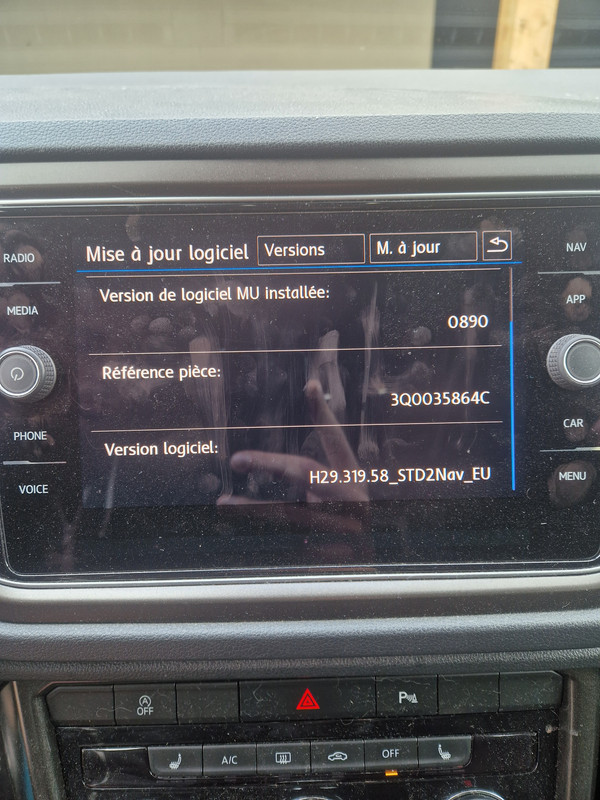 Mise à jour logiciel Versions M. à jour
RADIO
NAV
Version de logiciel MU installée:
MEDIA
APP
0890
Référence pièce:
3Q0035864C
PHONE
CAR
Version logiciel:
VOICE
H29.319.58_STD2Nav_EU
MENU
A OFF
P
A/C
OFF